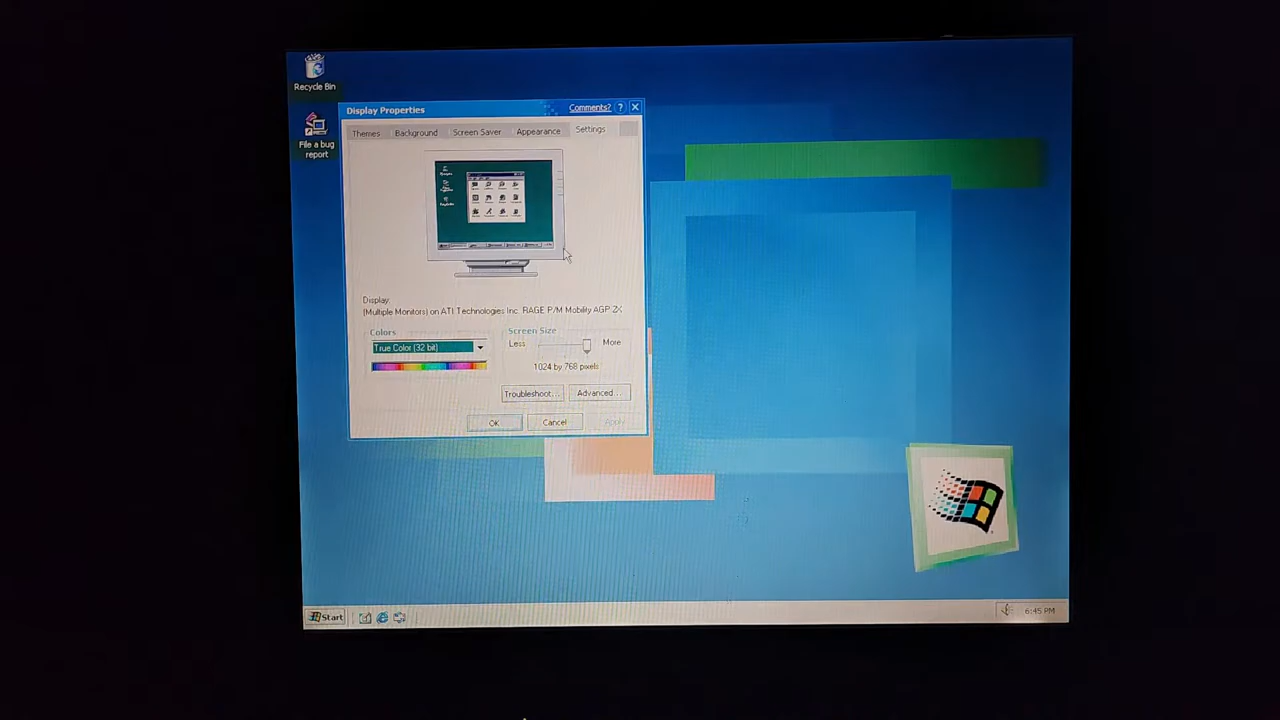 Recycle Bin
File a bug
report
Display Properties
Comments?
?
Themes
Background
Screen Saver
Appearance
Settings
Display:
(Multiple Monitors) on ATI Technologies Inc. RAGE P/M Mobility AGP 2X
Colors
True Color (32 bit)
Screen Size
Less
More
1024 by 768 pixels
Troubleshoot...
Advanced...
OK
Cancel
Apply
Start
6:45 PM